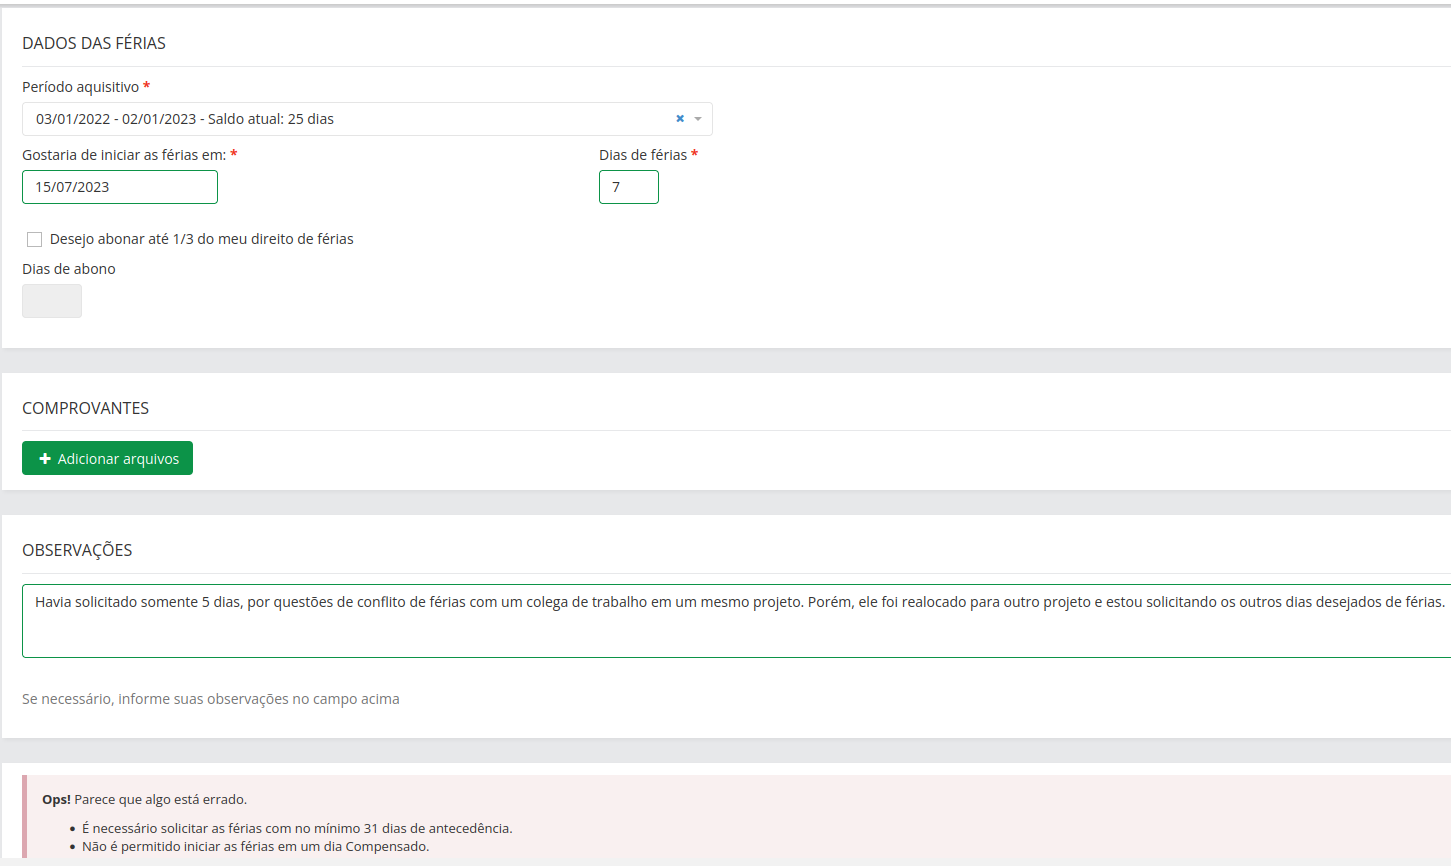 DADOS DAS FÉRIAS
Período aquisitivo *
03/01/2022 - 02/01/2023 - Saldo atual: 25 dias
Gostaria de iniciar as férias em: * Dias de férias *
15/07/2023 7
Desejo abonar até 1/3 do meu direito de férias
Dias de abono
COMPROVANTES
+ Adicionar arquivos
OBSERVAÇÕES
Havia solicitado somente 5 dias, por questões de conflito de férias com um colega de trabalho em um mesmo projeto. Porém, ele foi realocado para outro projeto e estou solicitando os outros dias desejados de férias.
Se necessário, informe suas observações no campo acima
Ops! Parece que algo está errado.
• É necessário solicitar as férias com no mínimo 31 dias de antecedência.
• Não é permitido iniciar as férias em um dia Compensado.